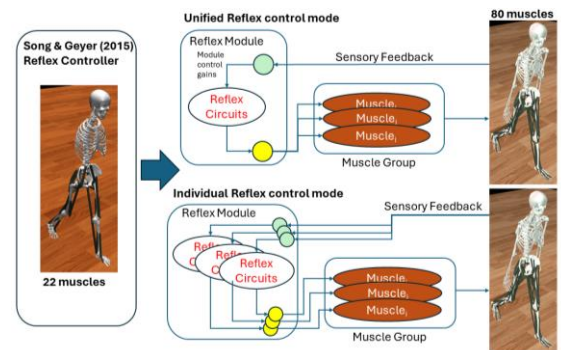 Song & Geyer (2015)
Reflex Controller
22 muscles
Unified Reflex control mode
Reflex Module
Module
control
gains
Reflex
Circuits
Sensory Feedback
Muscle
Muscle
Muscle
Muscle Group
80 muscles
Individual Reflex control mode
Reflex Module
Reflex
Circuits
Sensory Feedback
Muscle
Muscle
Muscle
Muscle Group